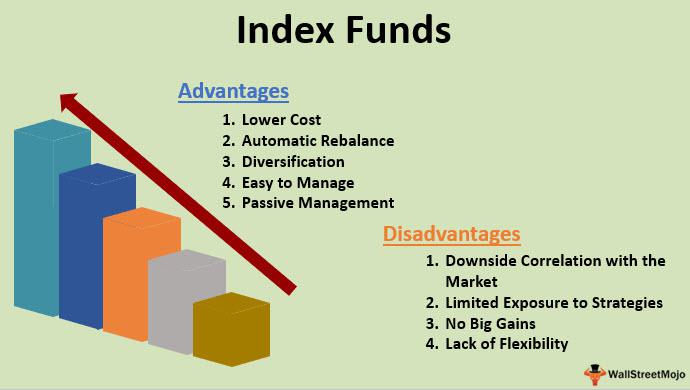 Index Funds
Advantages
1. Lower Cost
2. Automatic Rebalance
3. Diversification
4. Easy to Manage
5. Passive Management
Disadvantages
1. Downside Correlation with the
Market
2. Limited Exposure to Strategies
3. No Big Gains
4. Lack of Flexibility
WallStreetMojo